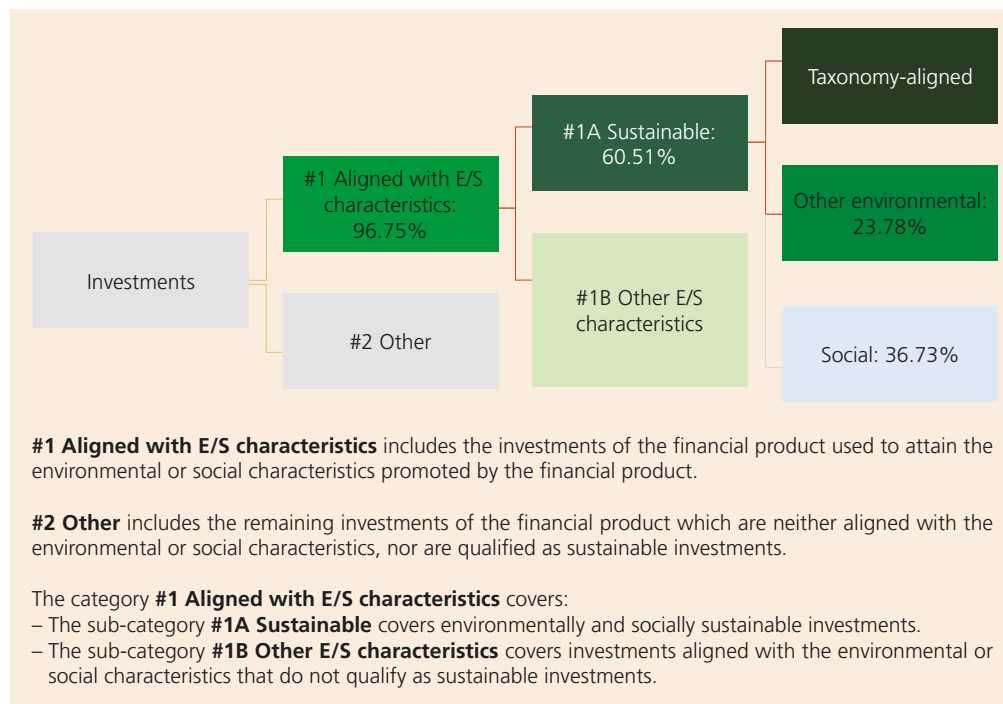 Investments
#1 Aligned with E/S
characteristics:
96.75%
#2 Other
#1A Sustainable:
60.51%
#1B Other E/S
characteristics
Taxonomy-aligned
Other environmental:
23.78%
Social: 36.73%
#1 Aligned with E/S characteristics includes the investments of the financial product used to attain the
environmental or social characteristics promoted by the financial product.
#2 Other includes the remaining investments of the financial product which are neither aligned with the
environmental or social characteristics, nor are qualified as sustainable investments.
The category #1 Aligned with E/S characteristics covers:
– The sub-category #1A Sustainable covers environmentally and socially sustainable investments.
– The sub-category #1B Other E/S characteristics covers investments aligned with the environmental or
social characteristics that do not qualify as sustainable investments.